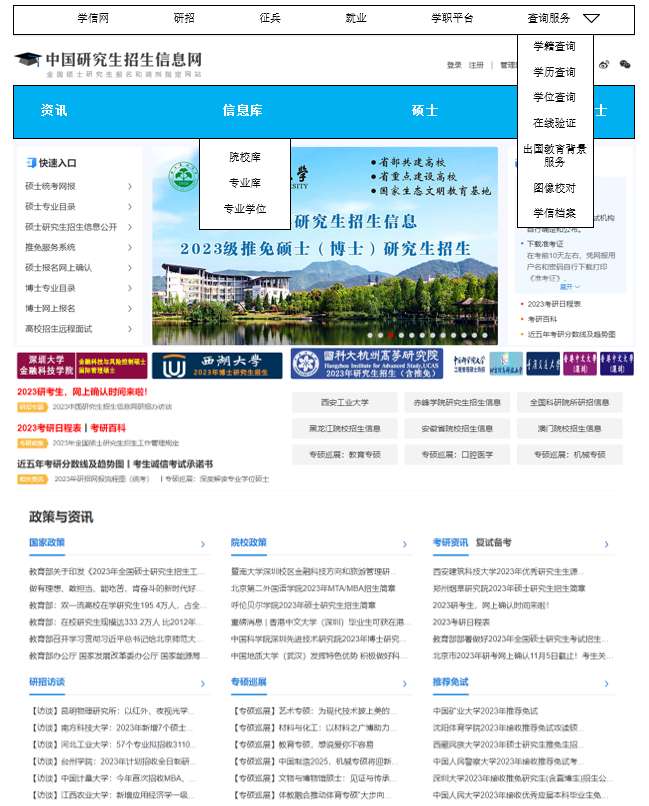 学信网 研招 征兵 就业 学职平台 查询服务
学籍查询
学历查询
学位查询
在线验证
出国教育背景
服务
图像校对
学信档案
中国研究生招生信息网
全国硕士研究生报名和调剂指定网站
登录 注册 |
资讯 信息库 硕士 士
院校库
专业库
专业学位
快速入口
硕士统考网报
硕士专业目录
硕士研究生招生信息公开
推免服务系统
硕士报名网上确认
博士专业目录
博士网上报名
高校招生远程面试
省部共建高校
省重点建设高校
国家生态文明教育基地
研究生招生信息
2023级推免硕士（博士）研究生招生
下载准考证
在考前10天左右，凭网报用
户名和密码自行下载打印
《准考证》。
展开
2023考研日程表
考研百科
近五年考研分数线及趋势图
深圳大学
金融科技学院
金融科技与风险控制硕士
国际管理硕士
西湖大学
2023年博士研究生招生
国科大杭州高等研究院
Hangzhou Institute for Advanced Study,UCAS
2023年研究生招生（含推免）
2023研考生，网上确认时间来啦！
2023中国研究生招生信息网研招办访谈
2023考研日程表 | 考研百科
2023年全国硕士研究生招生工作管理规定
近五年考研分数线及趋势图 | 考生诚信考试承诺书
相关资讯 2023年研招网报流程图（统考） | 专硕巡展：深度解读专业学位硕士
西安工业大学 赤峰学院研究生招生信息 全国科研院所研招信息
黑龙江院校招生信息 安徽省院校招生信息 澳门院校招生信息
专硕巡展：教育专硕 专硕巡展：口腔医学 专硕巡展：机械专硕
政策与资讯
国家政策
教育部关于印发《2023年全国硕士研究生招生工...
做有理想、敢担当、能吃苦、肯奋斗的新时代好...
教育部：双一流高校在学研究生195.4万人，占全...
教育部：在校研究生规模达333.2万人 比2012年...
教育部召开学习贯彻习近平总书记给北京师范大...
教育部办公厅 国家发展改革委办公厅 国家能源局...
院校政策
暨南大学深圳校区金融科技方向和旅游管理研...
北京第二外国语学院2023年MTA/MBA招生简章
呼伦贝尔学院2023年硕士研究生招生简章
重磅消息 | 香港中文大学（深圳）毕业生可获在港...
中国科学院深圳先进技术研究院2023年博士研究...
中国地质大学（武汉）发挥特色优势 积极做好科...
考研资讯 复试备考
西安建筑科技大学2023年优秀研究生生源...
郑州烟草研究院2023年硕士研究生招生简章
2023研考生，网上确认时间来啦！
2023考研日程表
教育部部署做好2023年全国硕士研究生考试招生...
北京市2023年研考网上确认11月5日截止！考生关...
研招访谈
【访谈】昆明物理研究所：以红外、夜视光学...
【访谈】南方科技大学：2023年新增7个硕士...
【访谈】河北工业大学：57个专业拟招收3110...
【访谈】台州学院：2023年计划招收全日制研...
【访谈】中国计量大学：今年首次招收MBA、...
【访谈】江西农业大学：新增应用经济学一级...
专硕巡展
【专硕巡展】艺术专硕：为现代技术披上美的...
【专硕巡展】材料与化工：以材料之广博助力...
【专硕巡展】教育专硕，感说爱你不容易
【专硕巡展】中国制造2025，机械专硕将迎新...
【专硕巡展】文物与博物馆硕士：见证与传承...
【专硕巡展】体教融合推动体育专硕“大步向...
推荐免试
中国矿业大学2023年推荐免试
沈阳体育学院2023年接收推荐免试攻读硕...
西藏民族大学2023年硕士研究生推免生招...
中国人民警察大学2023年接收推荐免试考...
深圳大学2023年接收推免研究生(含直博生)招生公...
中国人民大学2023年接收优秀应届本科毕业生免...